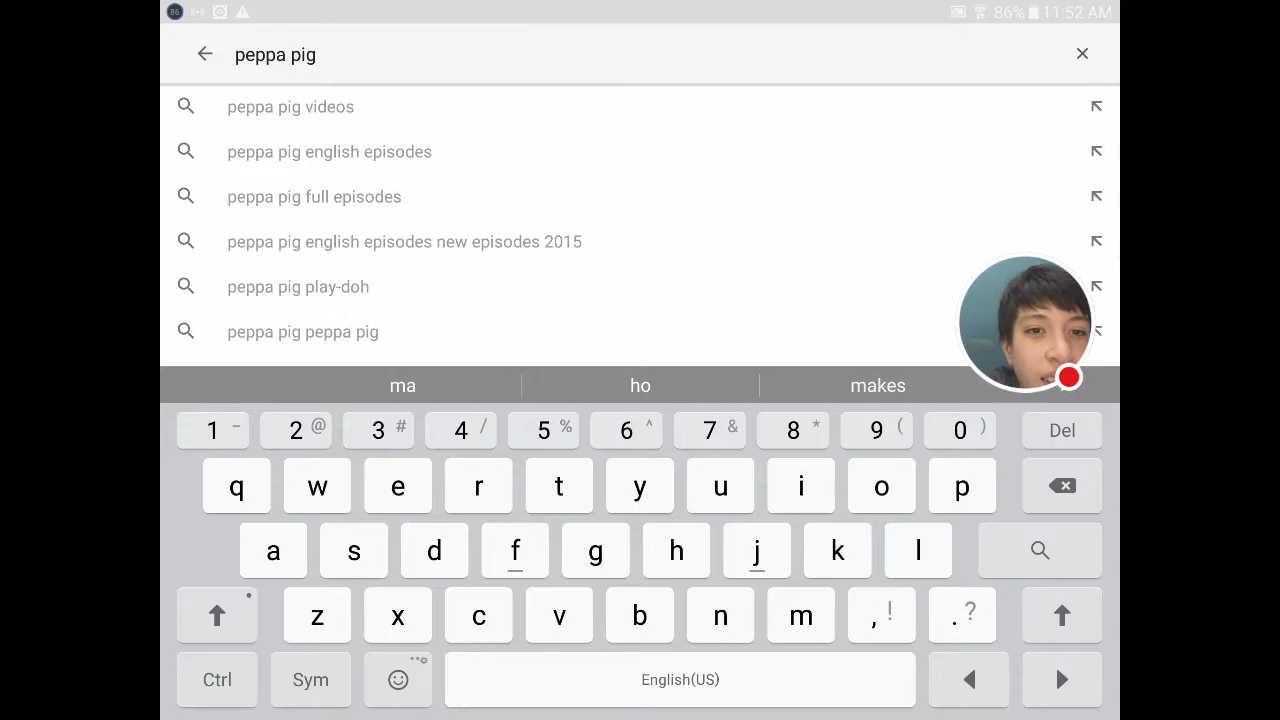 86 86% 11:52 AM
peppa pig
peppa pig videos
peppa pig english episodes
peppa pig full episodes
peppa pig english episodes new episodes 2015
peppa pig play-doh
peppa pig peppa pig
ma ho makes
1 - 2 @ 3 # 4 / 5 % 6 ^ 7 & 8 * 9 ( 0 ) Del
q w e r t y u i o p
a s d f g h j k l
z x c v b n m , ! . ?
Ctrl Sym English(US)